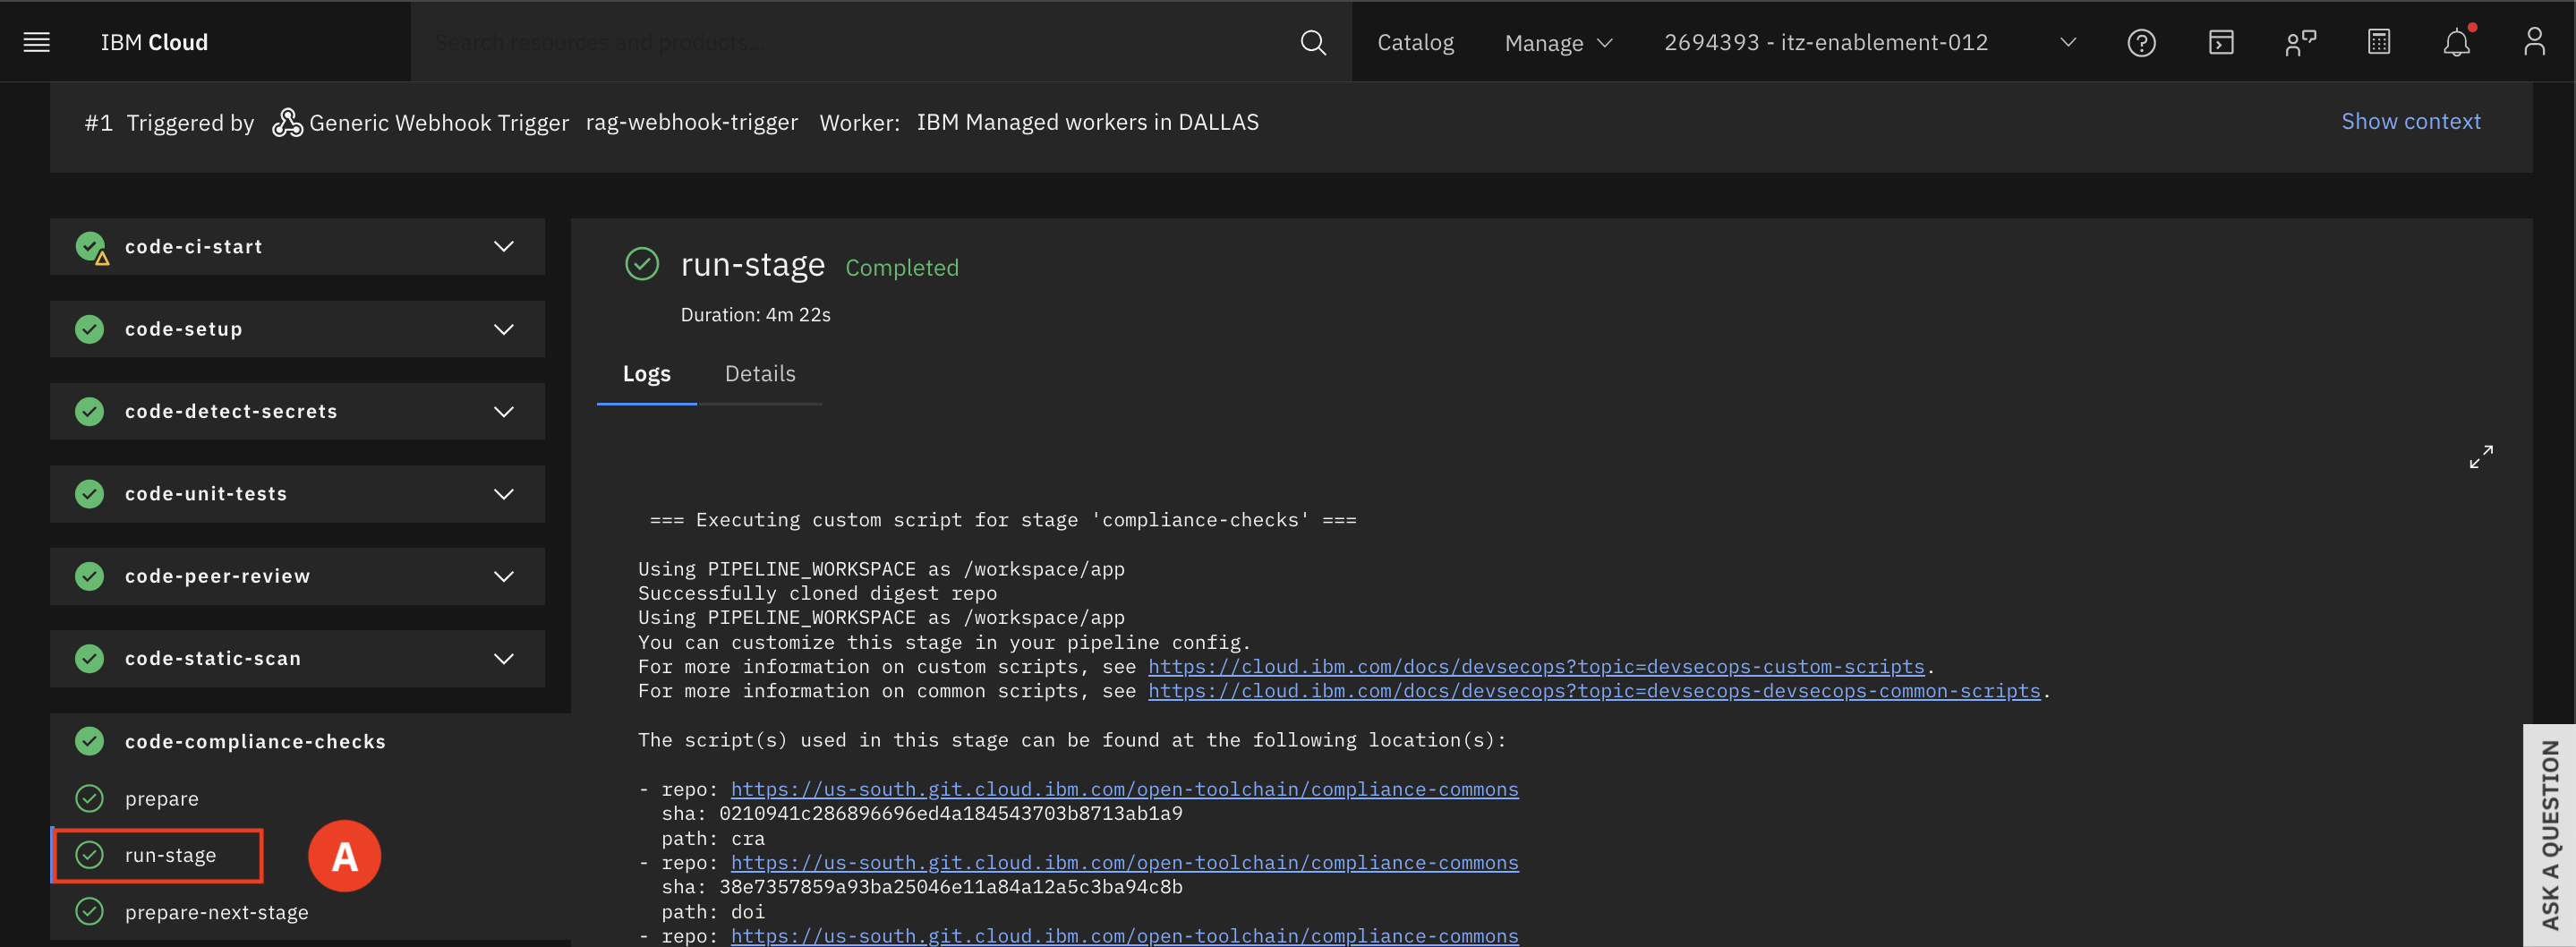 IBM Cloud
Search resources and products...
Catalog
Manage
2694393 - itz-enablement-012
#1 Triggered by Generic Webhook Trigger rag-webhook-trigger Worker: IBM Managed workers in DALLAS
Show context
code-ci-start
code-setup
code-detect-secrets
code-unit-tests
code-peer-review
code-static-scan
code-compliance-checks
prepare
run-stage
A
prepare-next-stage
run-stage Completed
Duration: 4m 22s
Logs
Details
=== Executing custom script for stage 'compliance-checks' ===
Using PIPELINE_WORKSPACE as /workspace/app
Successfully cloned digest repo
Using PIPELINE_WORKSPACE as /workspace/app
You can customize this stage in your pipeline config.
For more information on custom scripts, see https://cloud.ibm.com/docs/devsecops?topic=devsecops-custom-scripts.
For more information on common scripts, see https://cloud.ibm.com/docs/devsecops?topic=devsecops-devsecops-common-scripts.
The script(s) used in this stage can be found at the following location(s):
- repo: https://us-south.git.cloud.ibm.com/open-toolchain/compliance-commons
sha: 0210941c286896696ed4a184543703b8713ab1a9
path: cra
- repo: https://us-south.git.cloud.ibm.com/open-toolchain/compliance-commons
sha: 38e7357859a93ba25046e11a84a12a5c3ba94c8b
path: doi
- repo: https://us-south.git.cloud.ibm.com/open-toolchain/compliance-commons
ASK A QUESTION